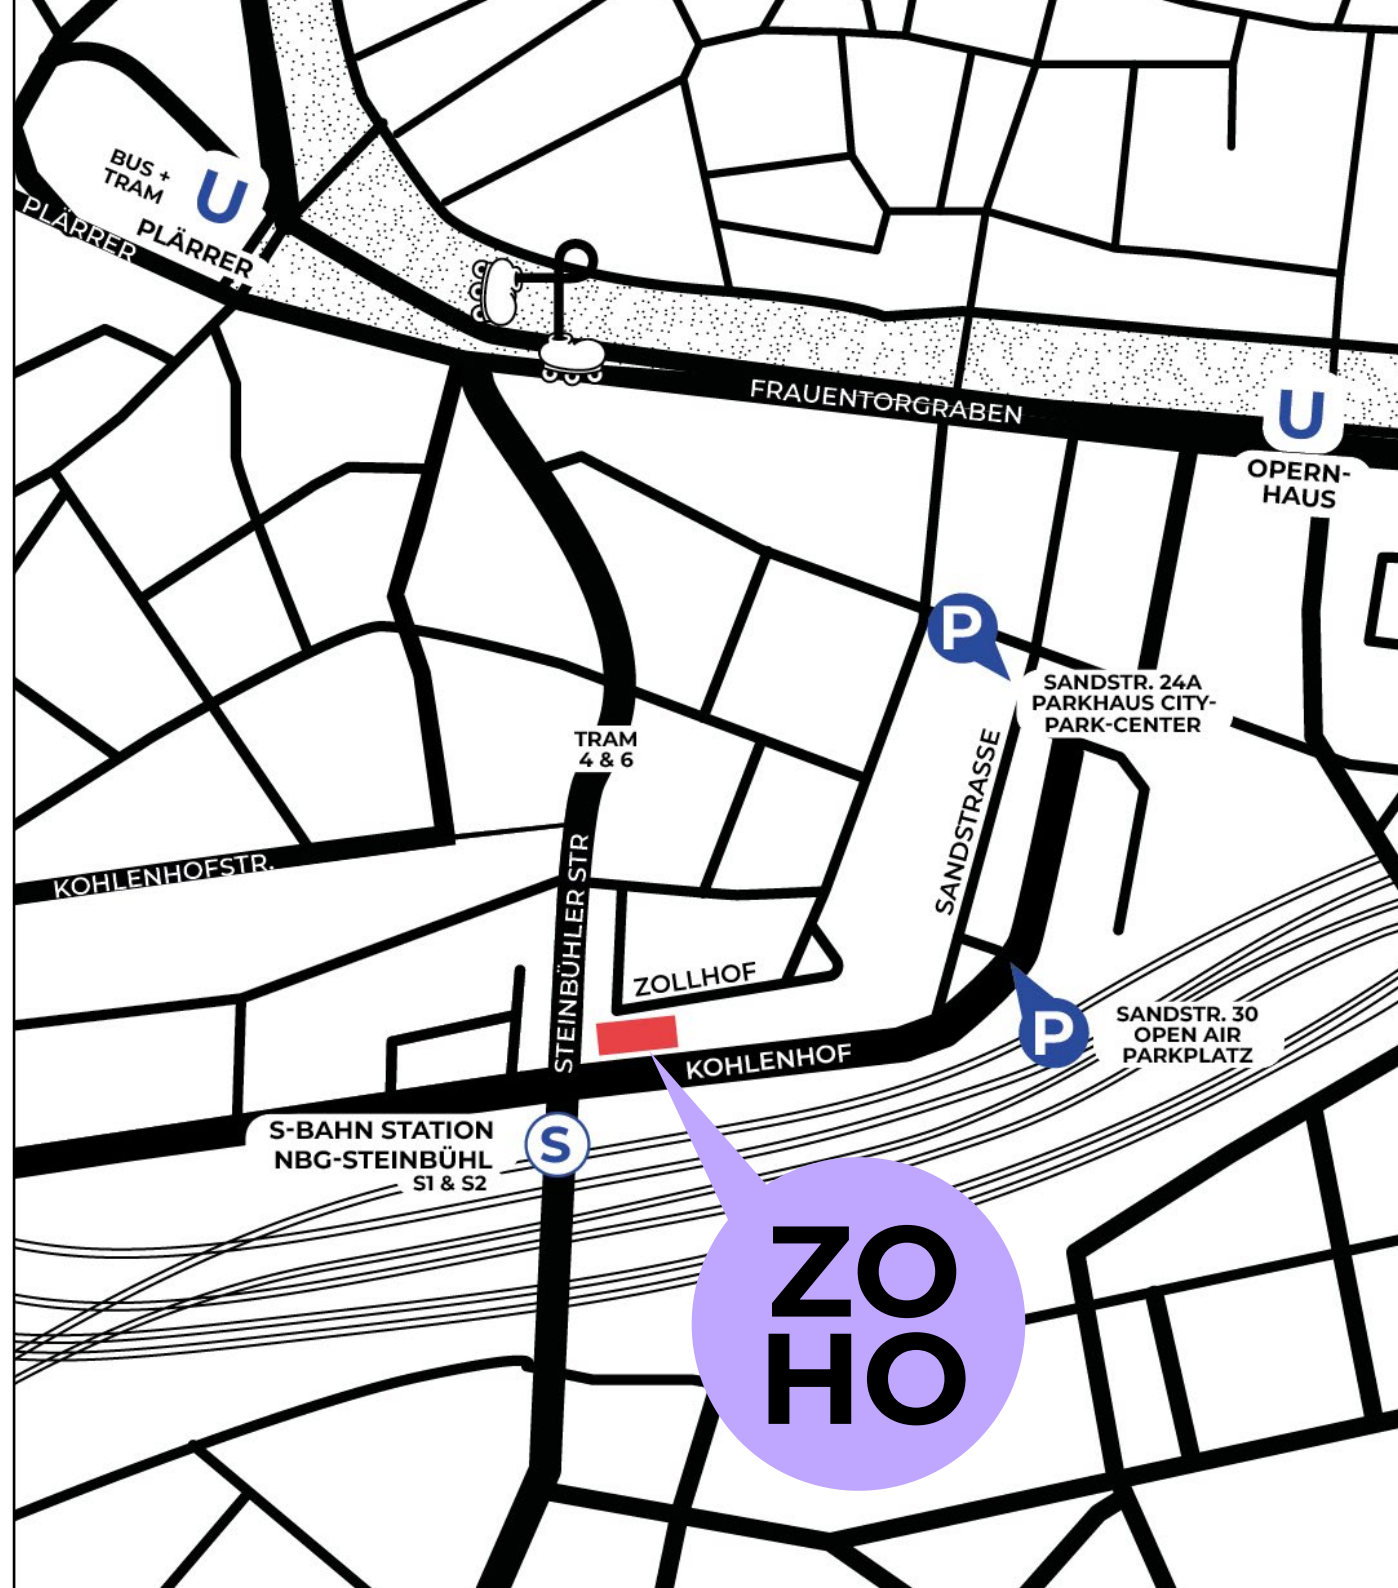 BUS +
TRAM
U
PLÄRRER
PLÄRRER
FRAUENTORGRABEN
U
OPERN-
HAUS
P
SANDSTR. 24A
PARKHAUS CITY-
PARK-CENTER
TRAM
4 & 6
SANDSTRASSE
KOHLENHOFSTR.
STEINBÜHLER STR
ZOLLHOF
KOHLENHOF
P
SANDSTR. 30
OPEN AIR
PARKPLATZ
S-BAHN STATION
NBG-STEINBÜHL
S1 & S2
S
ZO
HO